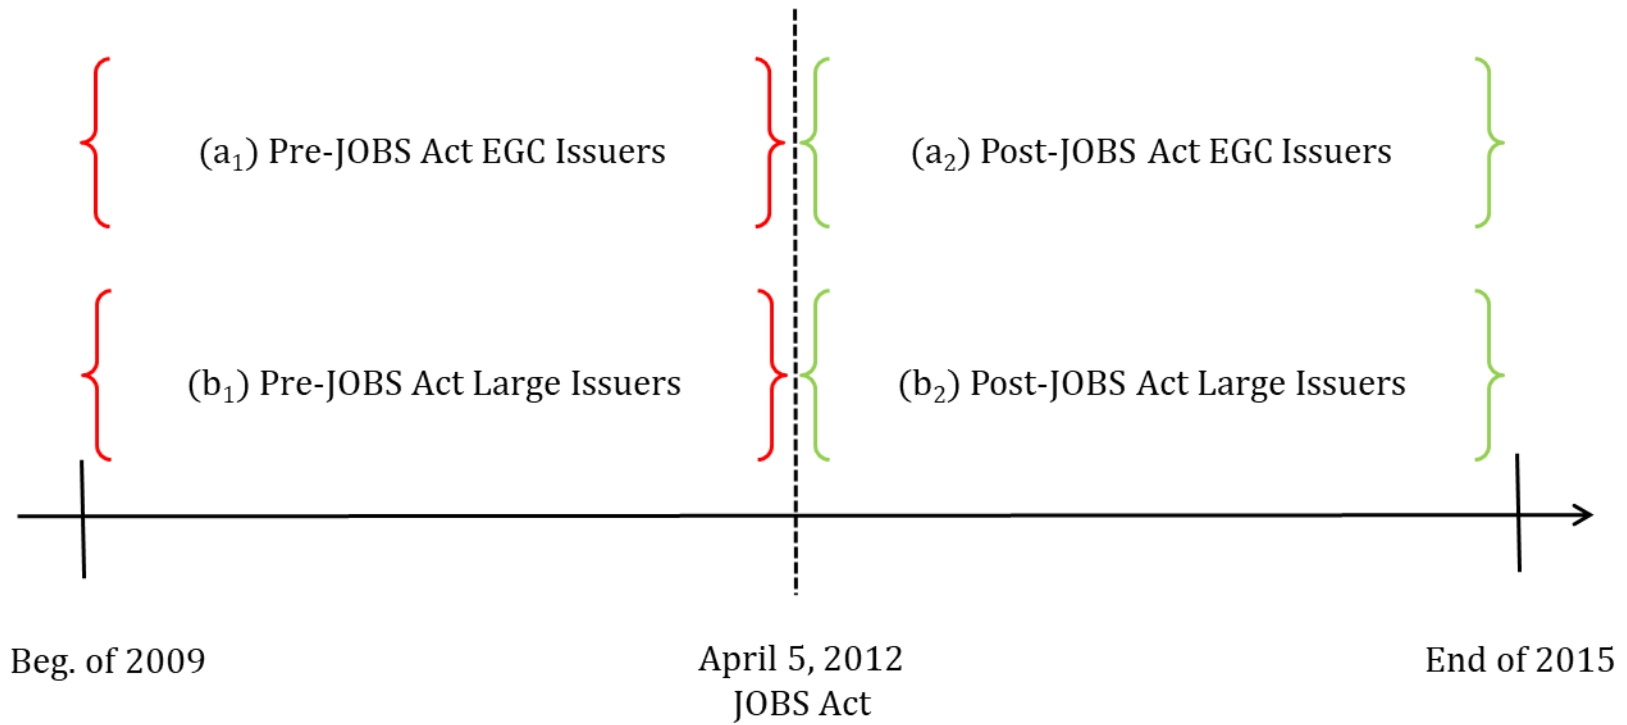 (a₁) Pre-JOBS Act EGC Issuers
(a₂) Post-JOBS Act EGC Issuers
(b₁) Pre-JOBS Act Large Issuers
(b₂) Post-JOBS Act Large Issuers
Beg. of 2009
April 5, 2012
JOBS Act
End of 2015